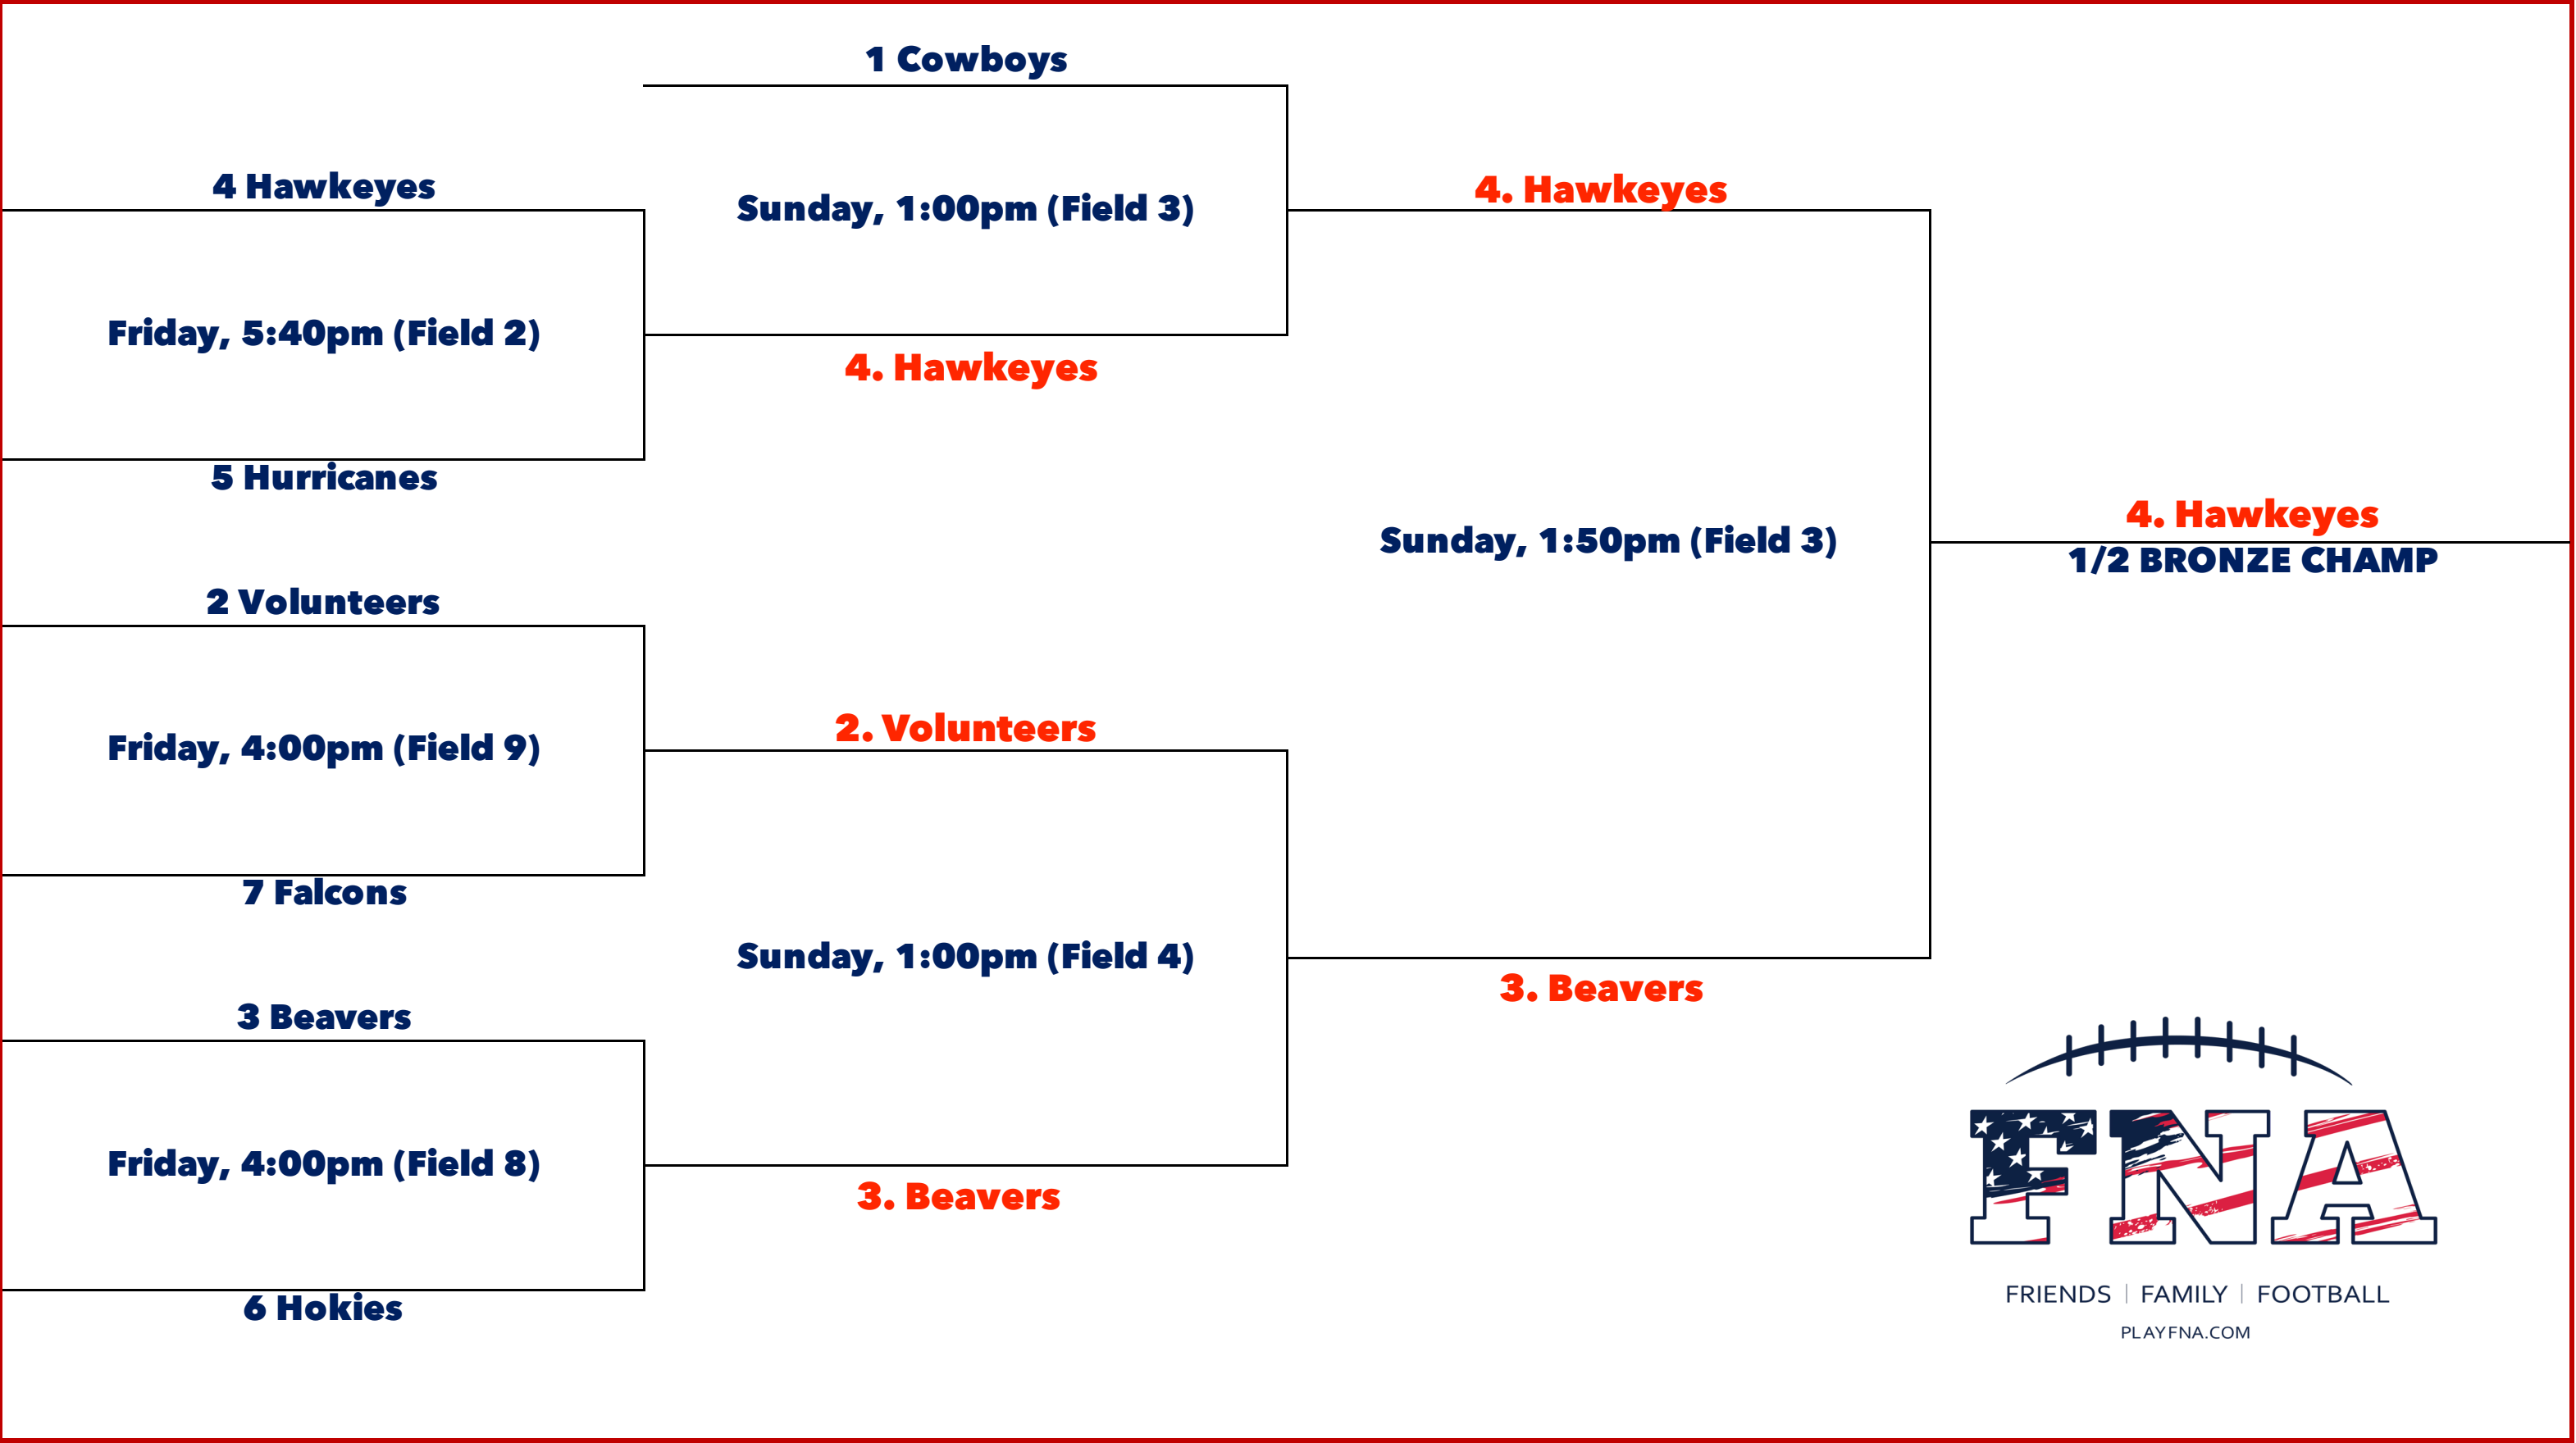 1 Cowboys
4 Hawkeyes
Sunday, 1:00pm (Field 3)
4. Hawkeyes
Friday, 5:40pm (Field 2)
4. Hawkeyes
5 Hurricanes
Sunday, 1:50pm (Field 3)
4. Hawkeyes
1/2 BRONZE CHAMP
2 Volunteers
2. Volunteers
Friday, 4:00pm (Field 9)
7 Falcons
Sunday, 1:00pm (Field 4)
3. Beavers
3 Beavers
Friday, 4:00pm (Field 8)
3. Beavers
6 Hokies
FNA
FRIENDS | FAMILY | FOOTBALL
PLAYFNA.COM